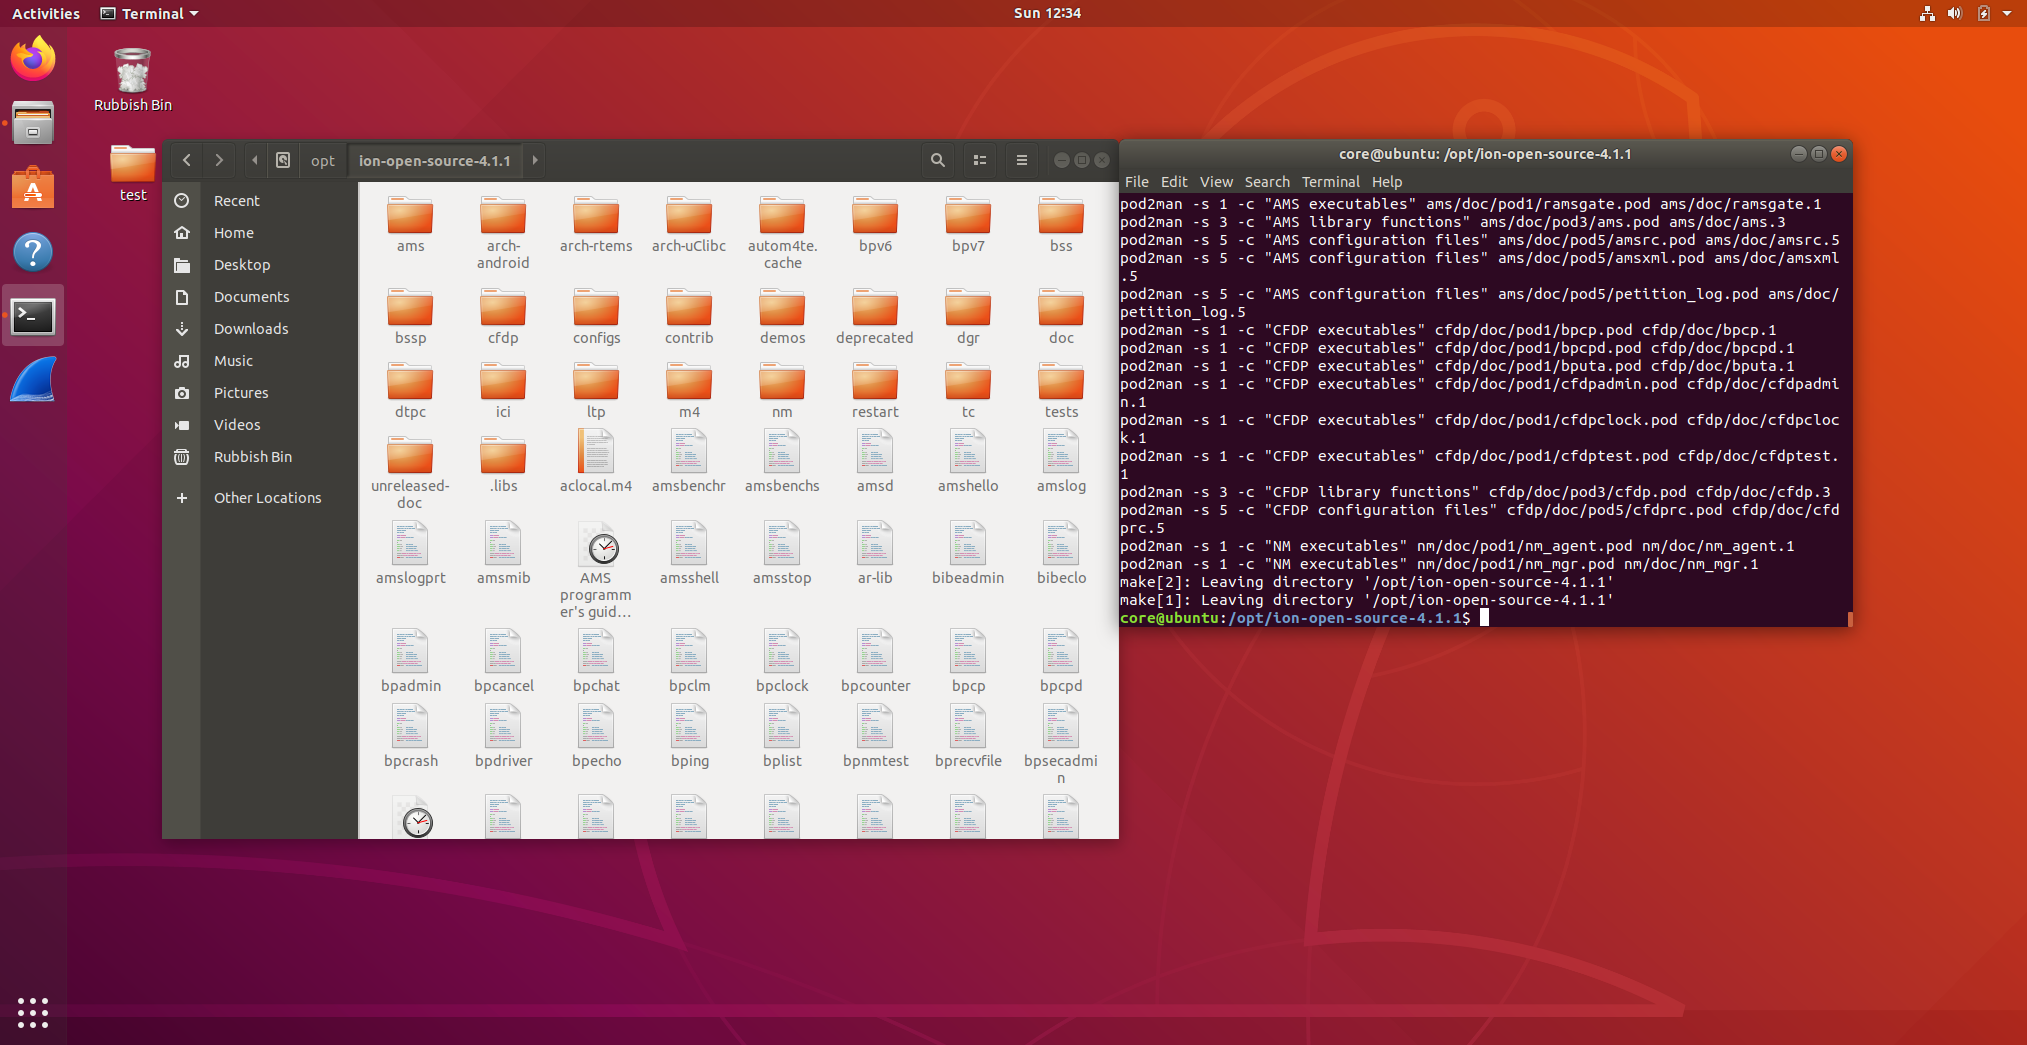 Activities
Terminal
Sun 12:34
Rubbish Bin
test
opt
ion-open-source-4.1.1
Recent
Home
Desktop
Documents
Downloads
Music
Pictures
Videos
Rubbish Bin
Other Locations
ams
arch-android
arch-rtems
arch-uClibc
autom4te.cache
bpv6
bpv7
bss
bssp
cfdp
configs
contrib
demos
deprecated
dgr
doc
dtpc
ici
ltp
m4
nm
restart
tc
tests
unreleased-doc
.libs
aclocal.m4
amsbenchr
amsbenchs
amsd
amshello
amslog
amslogprt
amsmib
AMS programmer's guid…
amsshell
amsstop
ar-lib
bibeadmin
bibeclo
bpadmin
bpcancel
bpchat
bpclm
bpclock
bpcounter
bpcp
bpcpd
bpcrash
bpdriver
bpecho
bping
bplist
bpnmtest
bprecvfile
bpsecadmin
core@ubuntu: /opt/ion-open-source-4.1.1
File Edit View Search Terminal Help
pod2man -s 1 -c "AMS executables" ams/doc/pod1/ramsgate.pod ams/doc/ramsgate.1
pod2man -s 3 -c "AMS library functions" ams/doc/pod3/ams.pod ams/doc/ams.3
pod2man -s 5 -c "AMS configuration files" ams/doc/pod5/amsrc.pod ams/doc/amsrc.5
pod2man -s 5 -c "AMS configuration files" ams/doc/pod5/amsxml.pod ams/doc/amsxml
.5
pod2man -s 5 -c "AMS configuration files" ams/doc/pod5/petition_log.pod ams/doc/
petition_log.5
pod2man -s 1 -c "CFDP executables" cfdp/doc/pod1/bpcp.pod cfdp/doc/bpcp.1
pod2man -s 1 -c "CFDP executables" cfdp/doc/pod1/bpcpd.pod cfdp/doc/bpcpd.1
pod2man -s 1 -c "CFDP executables" cfdp/doc/pod1/bputa.pod cfdp/doc/bputa.1
pod2man -s 1 -c "CFDP executables" cfdp/doc/pod1/cfdpadmin.pod cfdp/doc/cfdpadmi
n.1
pod2man -s 1 -c "CFDP executables" cfdp/doc/pod1/cfdpclock.pod cfdp/doc/cfdpcloc
k.1
pod2man -s 1 -c "CFDP executables" cfdp/doc/pod1/cfdptest.pod cfdp/doc/cfdptest.
1
pod2man -s 3 -c "CFDP library functions" cfdp/doc/pod3/cfdp.pod cfdp/doc/cfdp.3
pod2man -s 5 -c "CFDP configuration files" cfdp/doc/pod5/cfdprc.pod cfdp/doc/cfd
prc.5
pod2man -s 1 -c "NM executables" nm/doc/pod1/nm_agent.pod nm/doc/nm_agent.1
pod2man -s 1 -c "NM executables" nm/doc/pod1/nm_mgr.pod nm/doc/nm_mgr.1
make[2]: Leaving directory '/opt/ion-open-source-4.1.1'
make[1]: Leaving directory '/opt/ion-open-source-4.1.1'
core@ubuntu:/opt/ion-open-source-4.1.1$